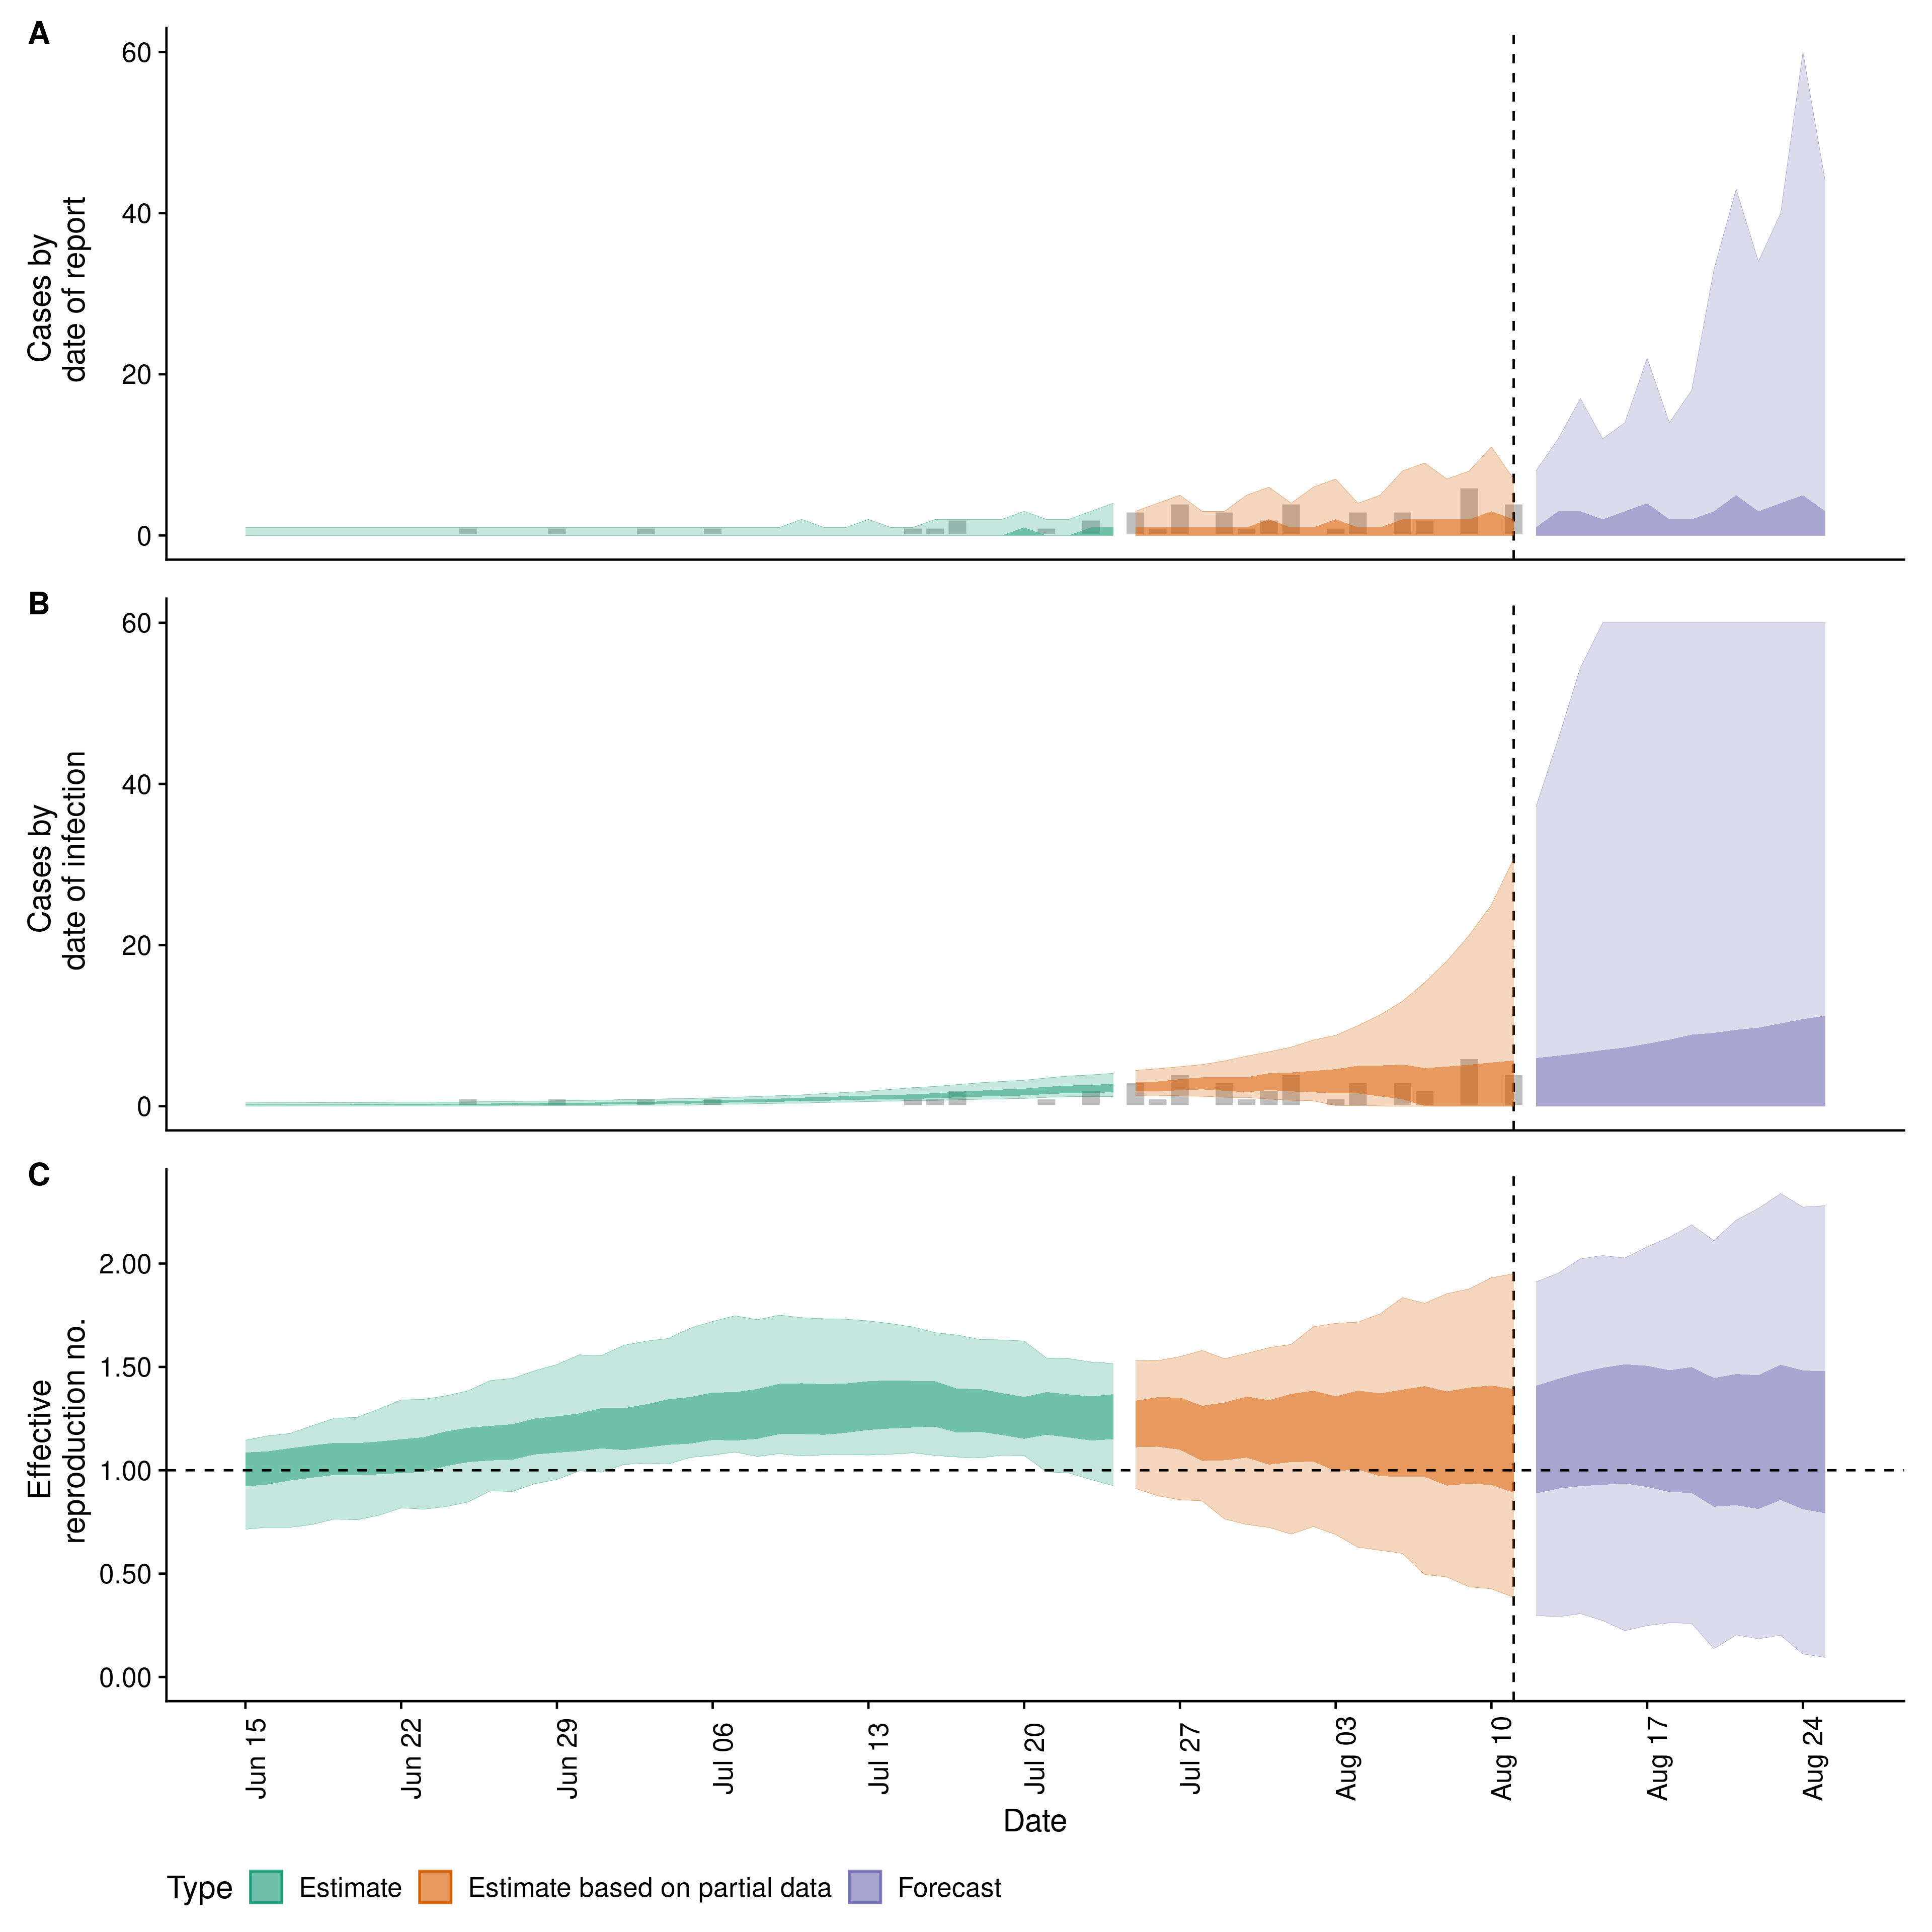 A
60
40
20
0
Cases by
date of report
B
60
40
20
0
Cases by
date of infection
C
2.00
1.50
1.00
0.50
0.00
Effective
reproduction no.
Jun 15
Jun 22
Jun 29
Jul 06
Jul 13
Jul 20
Jul 27
Aug 03
Aug 10
Aug 17
Aug 24
Date
Type Estimate Estimate based on partial data Forecast